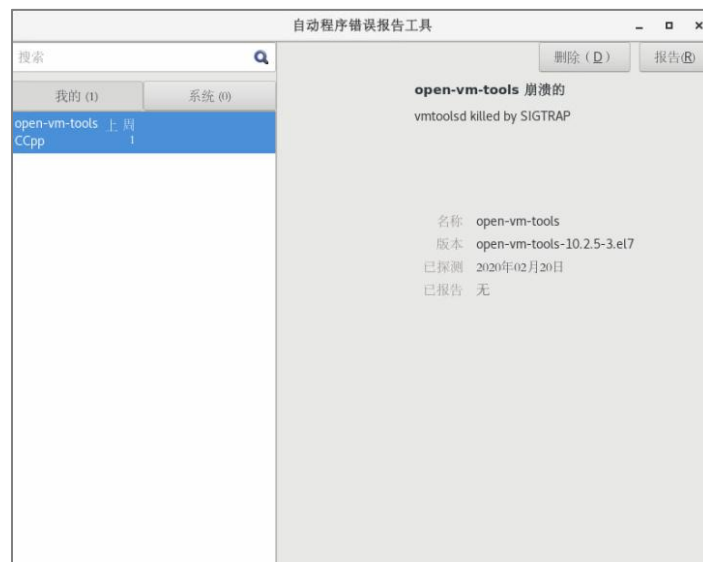 自动程序错误报告工具
搜索
删除（D）
报告(R)
我的 (1)
系统 (0)
open-vm-tools 上周
CCpp 1
open-vm-tools 崩溃的
vmtoolsd killed by SIGTRAP
名称 open-vm-tools
版本 open-vm-tools-10.2.5-3.el7
已探测 2020年02月20日
已报告 无